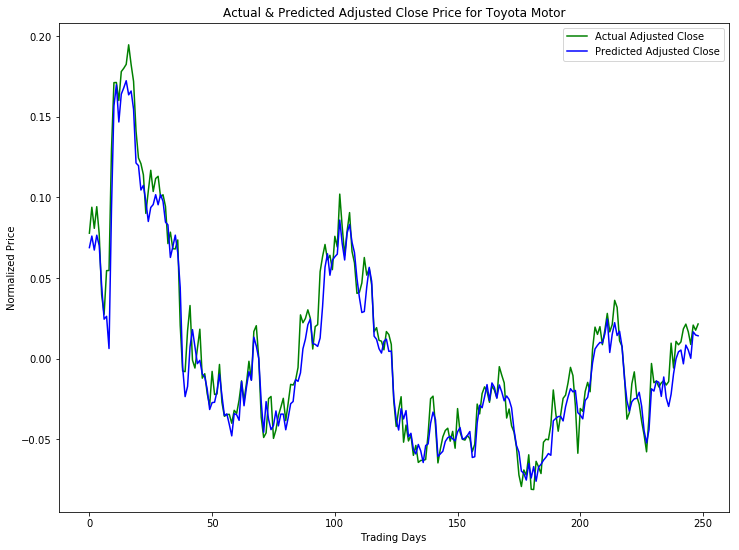 Actual & Predicted Adjusted Close Price for Toyota Motor
Actual Adjusted Close
Predicted Adjusted Close
Normalized Price
0.20
0.15
0.10
0.05
0.00
−0.05
0
50
100
150
200
250
Trading Days